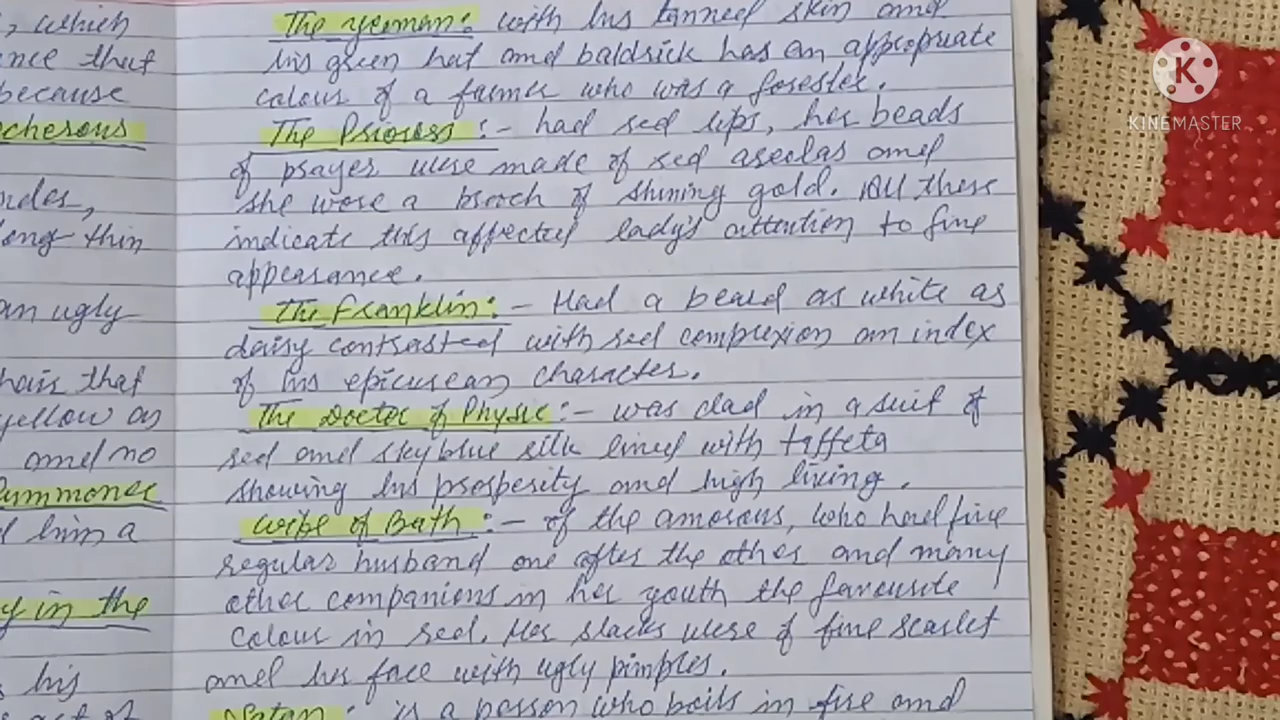 , which
nce that
because
echerous
ndes,
ong thin
an ugly
hair that
yellow as
and no
Summoner
d him a
y in the
s his
The yeoman: with his tanned skin and
his green hat and baldrick has an appropriate
colour of a farmer who was a forester.
The Prioress :- had red lips, her beads
of prayer were made of red aselas and
she wore a brooch of shining gold. All these
indicate this affected lady's attention to fine
appearance.
The Franklin: - Had a beard as white as
daisy contrasted with red complexion an index
of his epicurean character.
The Doctor of Physic :- was clad in a suit of
red and sky blue silk lined with taffeta
showing his prosperity and high living.
Wife of Bath :- of the amorous, who had five
regular husband one after the other and many
other companions in her youth the favourite
colour in red. Her slacks were of fine scarlet
and her face with ugly pimples.
Satan: is a person who boils in fire and
K
KINEMASTER